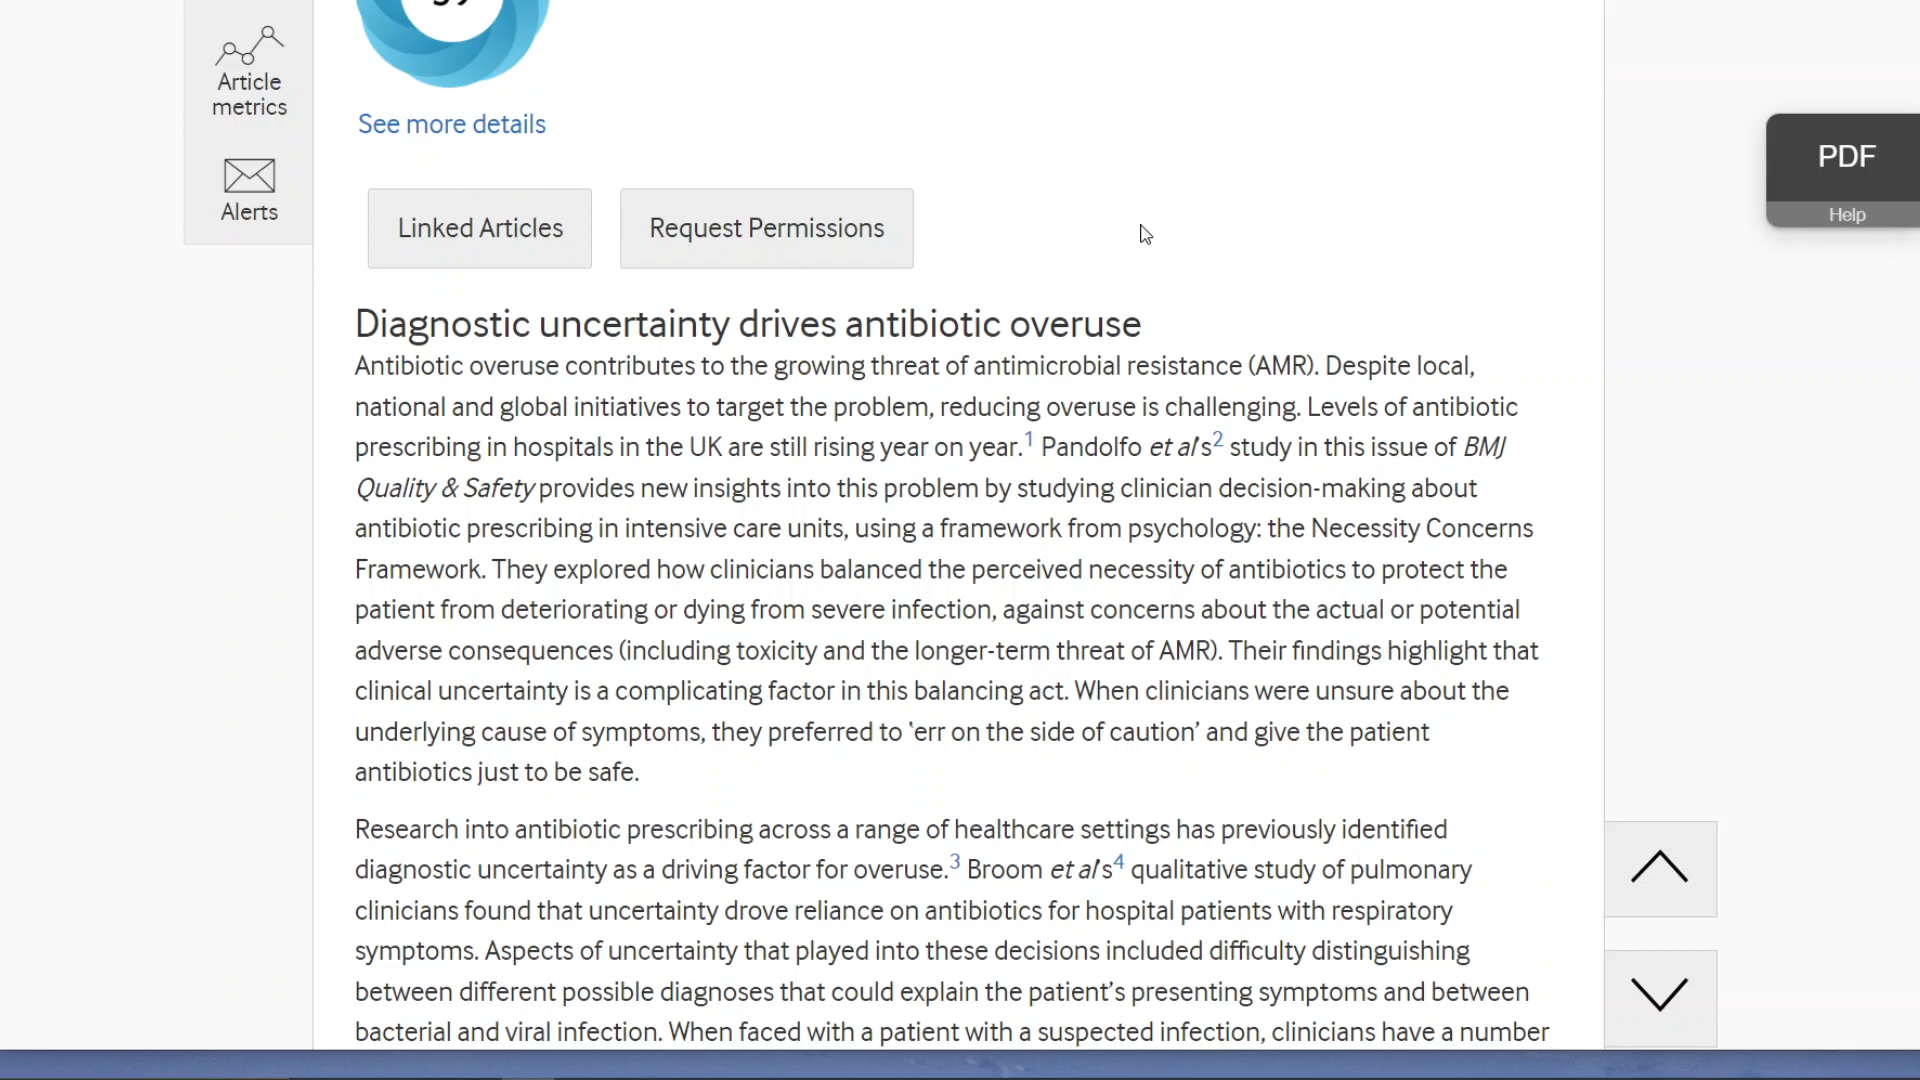 Article
metrics
Alerts
See more details
PDF
Help
Linked Articles
Request Permissions
Diagnostic uncertainty drives antibiotic overuse
Antibiotic overuse contributes to the growing threat of antimicrobial resistance (AMR). Despite local,
national and global initiatives to target the problem, reducing overuse is challenging. Levels of antibiotic
prescribing in hospitals in the UK are still rising year on year.1 Pandolfo et al's2 study in this issue of BMJ
Quality & Safety provides new insights into this problem by studying clinician decision-making about
antibiotic prescribing in intensive care units, using a framework from psychology: the Necessity Concerns
Framework. They explored how clinicians balanced the perceived necessity of antibiotics to protect the
patient from deteriorating or dying from severe infection, against concerns about the actual or potential
adverse consequences (including toxicity and the longer-term threat of AMR). Their findings highlight that
clinical uncertainty is a complicating factor in this balancing act. When clinicians were unsure about the
underlying cause of symptoms, they preferred to ‘err on the side of caution’ and give the patient
antibiotics just to be safe.
Research into antibiotic prescribing across a range of healthcare settings has previously identified
diagnostic uncertainty as a driving factor for overuse.3 Broom et al's4 qualitative study of pulmonary
clinicians found that uncertainty drove reliance on antibiotics for hospital patients with respiratory
symptoms. Aspects of uncertainty that played into these decisions included difficulty distinguishing
between different possible diagnoses that could explain the patient’s presenting symptoms and between
bacterial and viral infection. When faced with a patient with a suspected infection, clinicians have a number